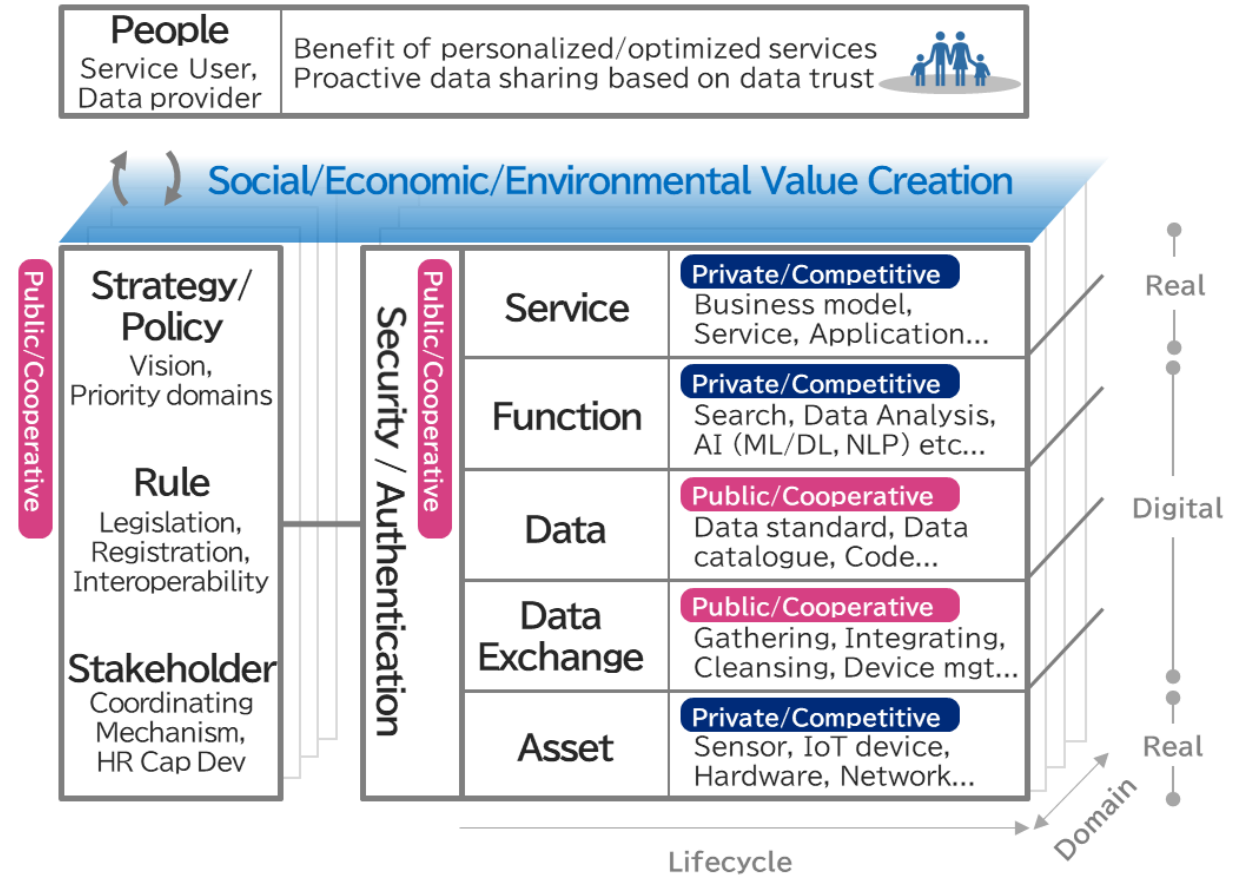 People
Service User,
Data provider
Benefit of personalized/optimized services
Proactive data sharing based on data trust
Social/Economic/Environmental Value Creation
Public/Cooperative
Strategy/
Policy
Vision,
Priority domains
Rule
Legislation,
Registration,
Interoperability
Stakeholder
Coordinating
Mechanism,
HR Cap Dev
Security / Authentication
Public/Cooperative
Service
Private/Competitive
Business model,
Service, Application...
Function
Private/Competitive
Search, Data Analysis,
AI (ML/DL, NLP) etc...
Data
Public/Cooperative
Data standard, Data
catalogue, Code...
Data
Exchange
Public/Cooperative
Gathering, Integrating,
Cleansing, Device mgt...
Asset
Private/Competitive
Sensor, IoT device,
Hardware, Network...
Real
Digital
Real
Domain
Lifecycle